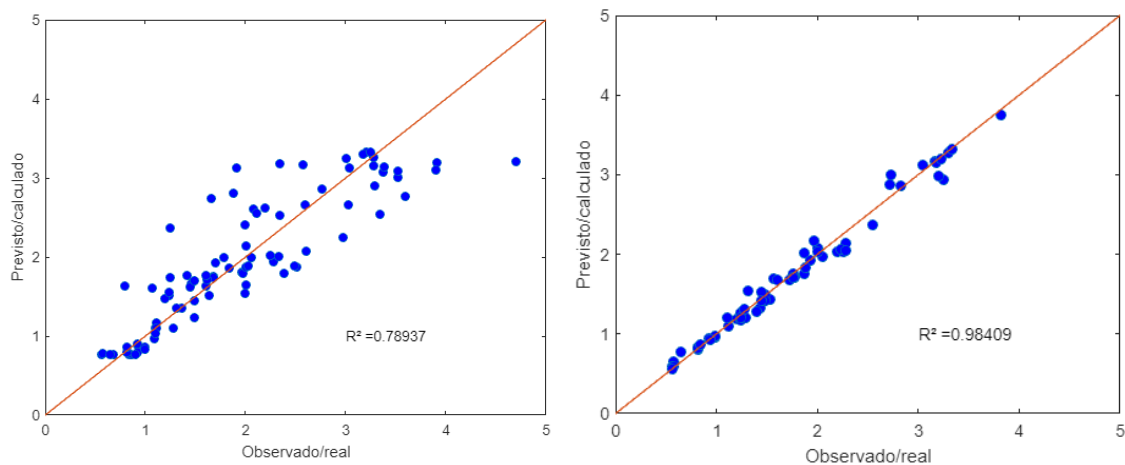 5
4
3
2
1
0
Previsto/calculado
R² =0.78937
0 1 2 3 4 5
Observado/real
5
4
3
2
1
0
Previsto/calculado
R² =0.98409
0 1 2 3 4 5
Observado/real